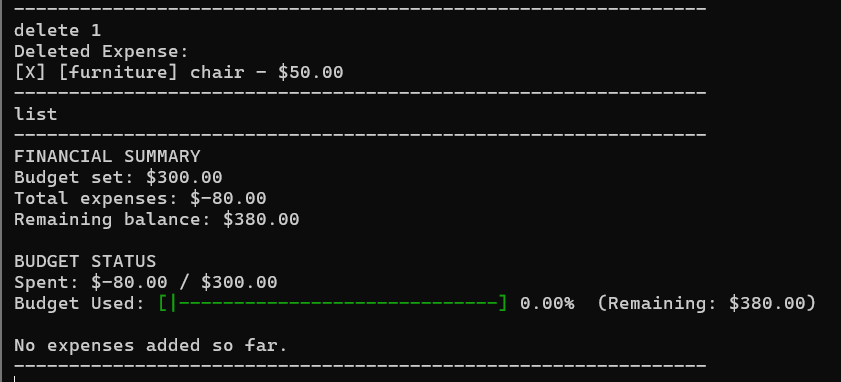 ---------------------------------------------------------------
delete 1
Deleted Expense:
[X] [furniture] chair - $50.00
---------------------------------------------------------------
list
---------------------------------------------------------------
FINANCIAL SUMMARY
Budget set: $300.00
Total expenses: $-80.00
Remaining balance: $380.00
BUDGET STATUS
Spent: $-80.00 / $300.00
Budget Used: [|-----------------------------] 0.00%  (Remaining: $380.00)
No expenses added so far.
---------------------------------------------------------------